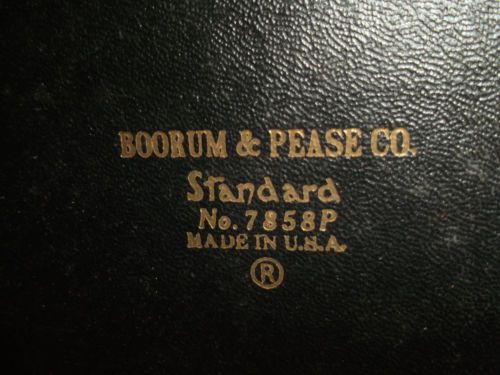 BOORUM & PEASE CO.
Standard
No. 7858P
MADE IN U.S.A.
®